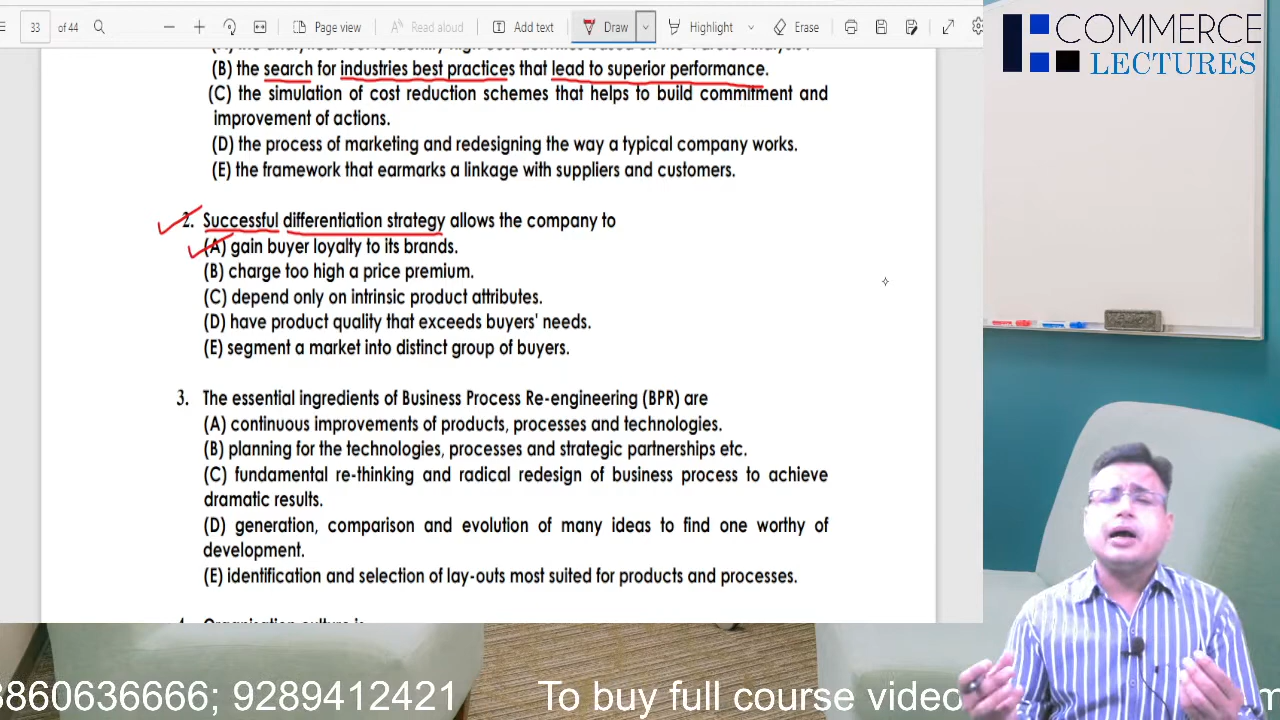 33 of 44 Page view Read aloud Add text Draw Highlight Erase
(B) the search for industries best practices that lead to superior performance.
(C) the simulation of cost reduction schemes that helps to build commitment and
improvement of actions.
(D) the process of marketing and redesigning the way a typical company works.
(E) the framework that earmarks a linkage with suppliers and customers.
2. Successful differentiation strategy allows the company to
(A) gain buyer loyalty to its brands.
(B) charge too high a price premium.
(C) depend only on intrinsic product attributes.
(D) have product quality that exceeds buyers' needs.
(E) segment a market into distinct group of buyers.
3. The essential ingredients of Business Process Re-engineering (BPR) are
(A) continuous improvements of products, processes and technologies.
(B) planning for the technologies, processes and strategic partnerships etc.
(C) fundamental re-thinking and radical redesign of business process to achieve
dramatic results.
(D) generation, comparison and evolution of many ideas to find one worthy of
development.
(E) identification and selection of lay-outs most suited for products and processes.
COMMERCE
LECTURES
8860636666; 9289412421 To buy full course video